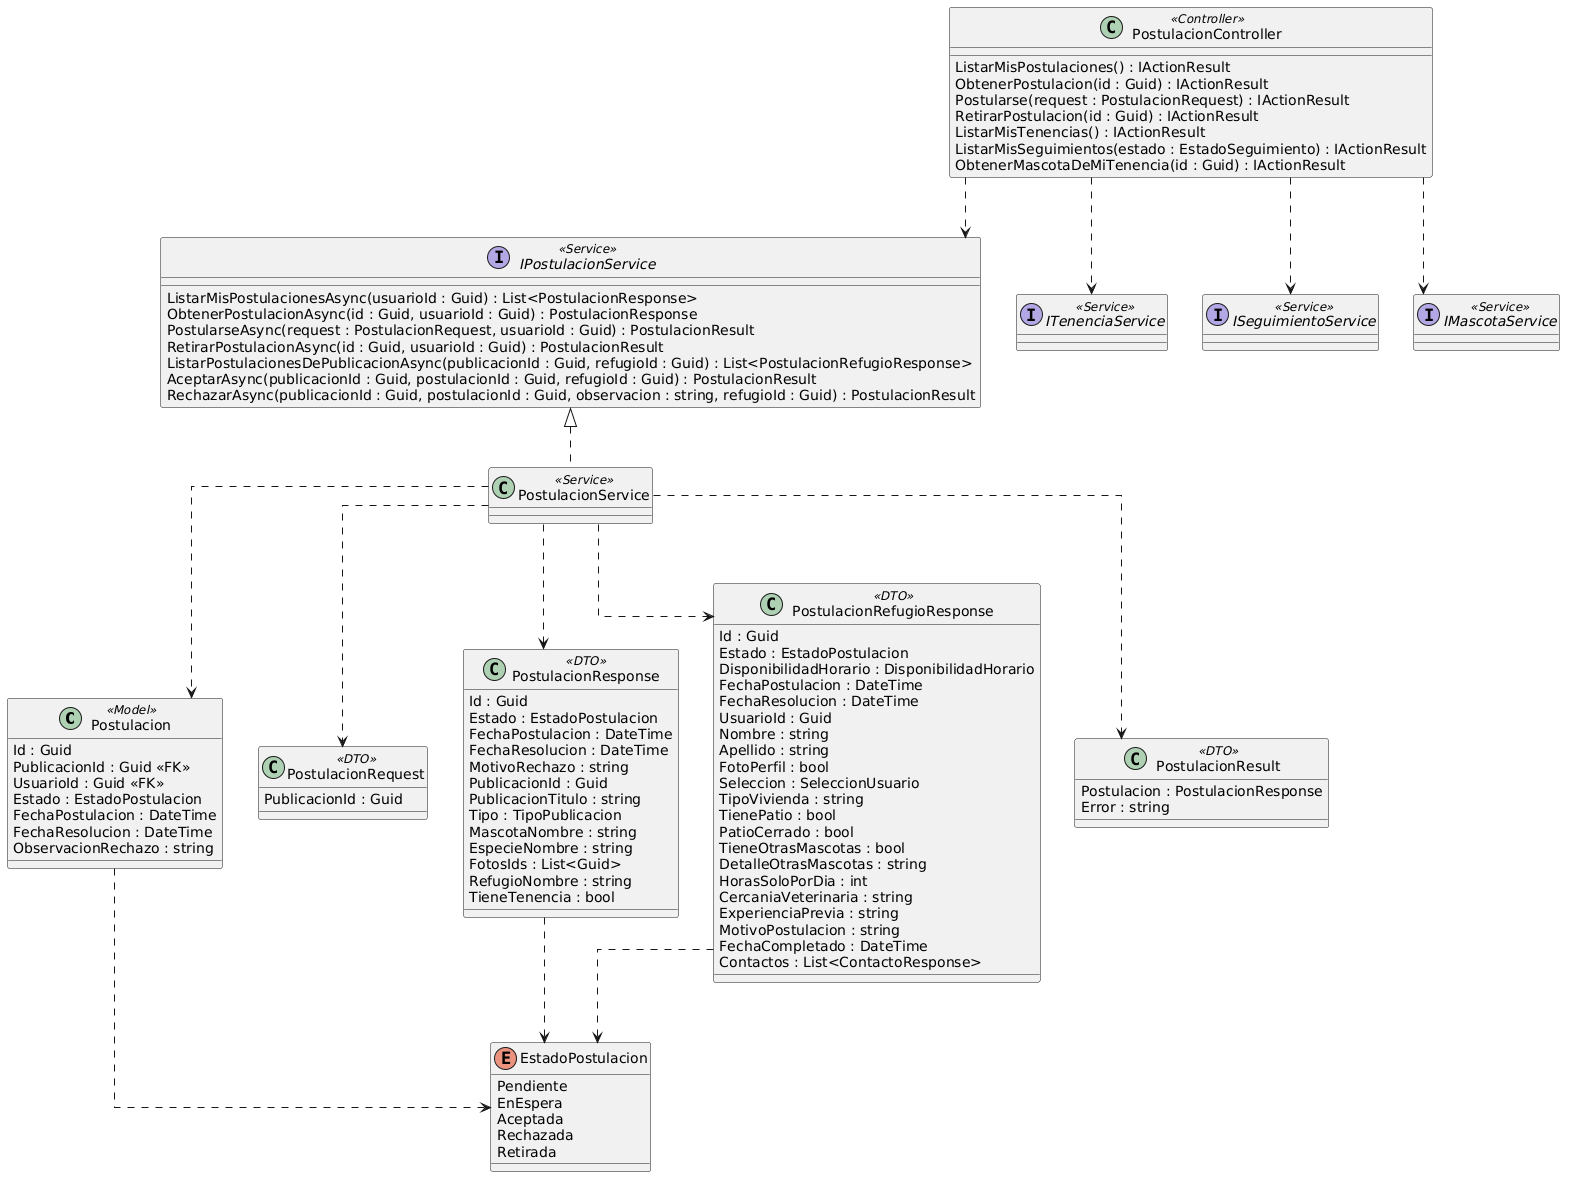 «Controller»
C PostulacionController
ListarMisPostulaciones() : IActionResult
ObtenerPostulacion(id : Guid) : IActionResult
Postularse(request : PostulacionRequest) : IActionResult
RetirarPostulacion(id : Guid) : IActionResult
ListarMisTenencias() : IActionResult
ListarMisSeguimientos(estado : EstadoSeguimiento) : IActionResult
ObtenerMascotaDeMiTenencia(id : Guid) : IActionResult
«Service»
I IPostulacionService
ListarMisPostulacionesAsync(usuarioId : Guid) : List<PostulacionResponse>
ObtenerPostulacionAsync(id : Guid, usuarioId : Guid) : PostulacionResponse
PostularseAsync(request : PostulacionRequest, usuarioId : Guid) : PostulacionResult
RetirarPostulacionAsync(id : Guid, usuarioId : Guid) : PostulacionResult
ListarPostulacionesDePublicacionAsync(publicacionId : Guid, refugioId : Guid) : List<PostulacionRefugioResponse>
AceptarAsync(publicacionId : Guid, postulacionId : Guid, refugioId : Guid) : PostulacionResult
RechazarAsync(publicacionId : Guid, postulacionId : Guid, observacion : string, refugioId : Guid) : PostulacionResult
«Service»
I ITenenciaService
«Service»
I ISeguimientoService
«Service»
I IMascotaService
«Service»
C PostulacionService
«Model»
C Postulacion
Id : Guid
PublicacionId : Guid «FK»
UsuarioId : Guid «FK»
Estado : EstadoPostulacion
FechaPostulacion : DateTime
FechaResolucion : DateTime
ObservacionRechazo : string
«DTO»
C PostulacionRequest
PublicacionId : Guid
«DTO»
C PostulacionResponse
Id : Guid
Estado : EstadoPostulacion
FechaPostulacion : DateTime
FechaResolucion : DateTime
MotivoRechazo : string
PublicacionId : Guid
PublicacionTitulo : string
Tipo : TipoPublicacion
MascotaNombre : string
EspecieNombre : string
FotosIds : List<Guid>
RefugioNombre : string
TieneTenencia : bool
«DTO»
C PostulacionRefugioResponse
Id : Guid
Estado : EstadoPostulacion
DisponibilidadHorario : DisponibilidadHorario
FechaPostulacion : DateTime
FechaResolucion : DateTime
UsuarioId : Guid
Nombre : string
Apellido : string
FotoPerfil : bool
Seleccion : SeleccionUsuario
TipoVivienda : string
TienePatio : bool
PatioCerrado : bool
TieneOtrasMascotas : bool
DetalleOtrasMascotas : string
HorasSoloPorDia : int
CercaniaVeterinaria : string
ExperienciaPrevia : string
MotivoPostulacion : string
FechaCompletado : DateTime
Contactos : List<ContactoResponse>
«DTO»
C PostulacionResult
Postulacion : PostulacionResponse
Error : string
E EstadoPostulacion
Pendiente
EnEspera
Aceptada
Rechazada
Retirada